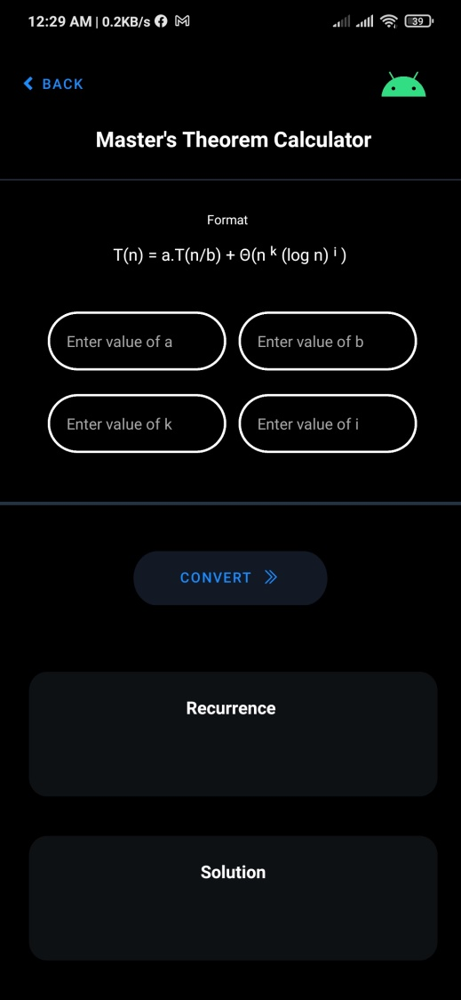 12:29 AM | 0.2KB/s 39
BACK
Master's Theorem Calculator
Format
T(n) = a.T(n/b) + Θ(n ᵏ (log n) ⁱ )
Enter value of a Enter value of b
Enter value of k Enter value of i
CONVERT
Recurrence
Solution